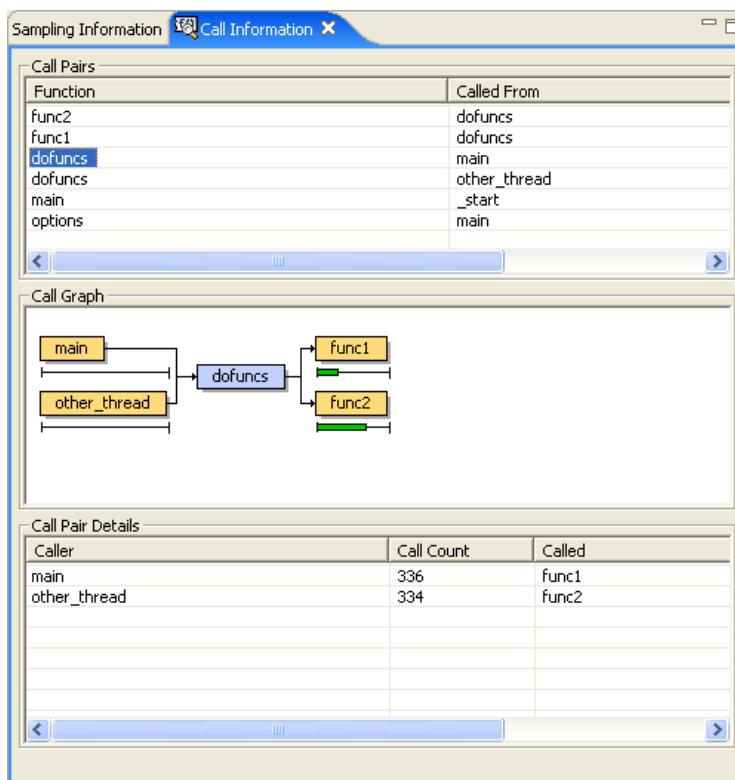 Sampling Information Call Information
Call Pairs
Function Called From
func2 dofuncs
func1 dofuncs
dofuncs main
dofuncs other_thread
main _start
options main
Call Graph
main func1
dofuncs
other_thread func2
Call Pair Details
Caller Call Count Called
main 336 func1
other_thread 334 func2